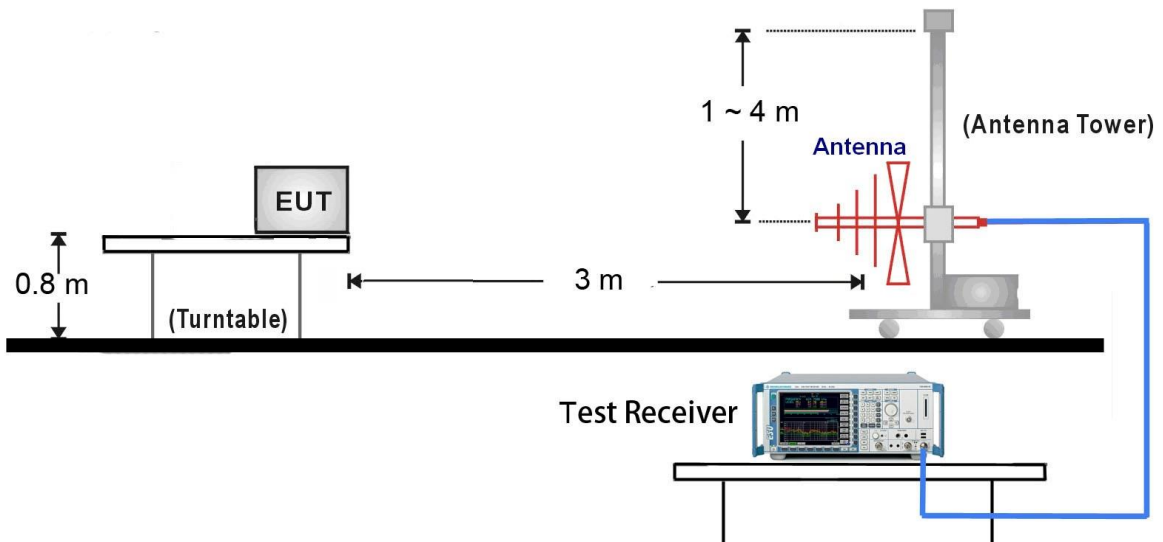 1 ~ 4 m
(Antenna Tower)
Antenna
EUT
0.8 m
3 m
(Turntable)
Test Receiver